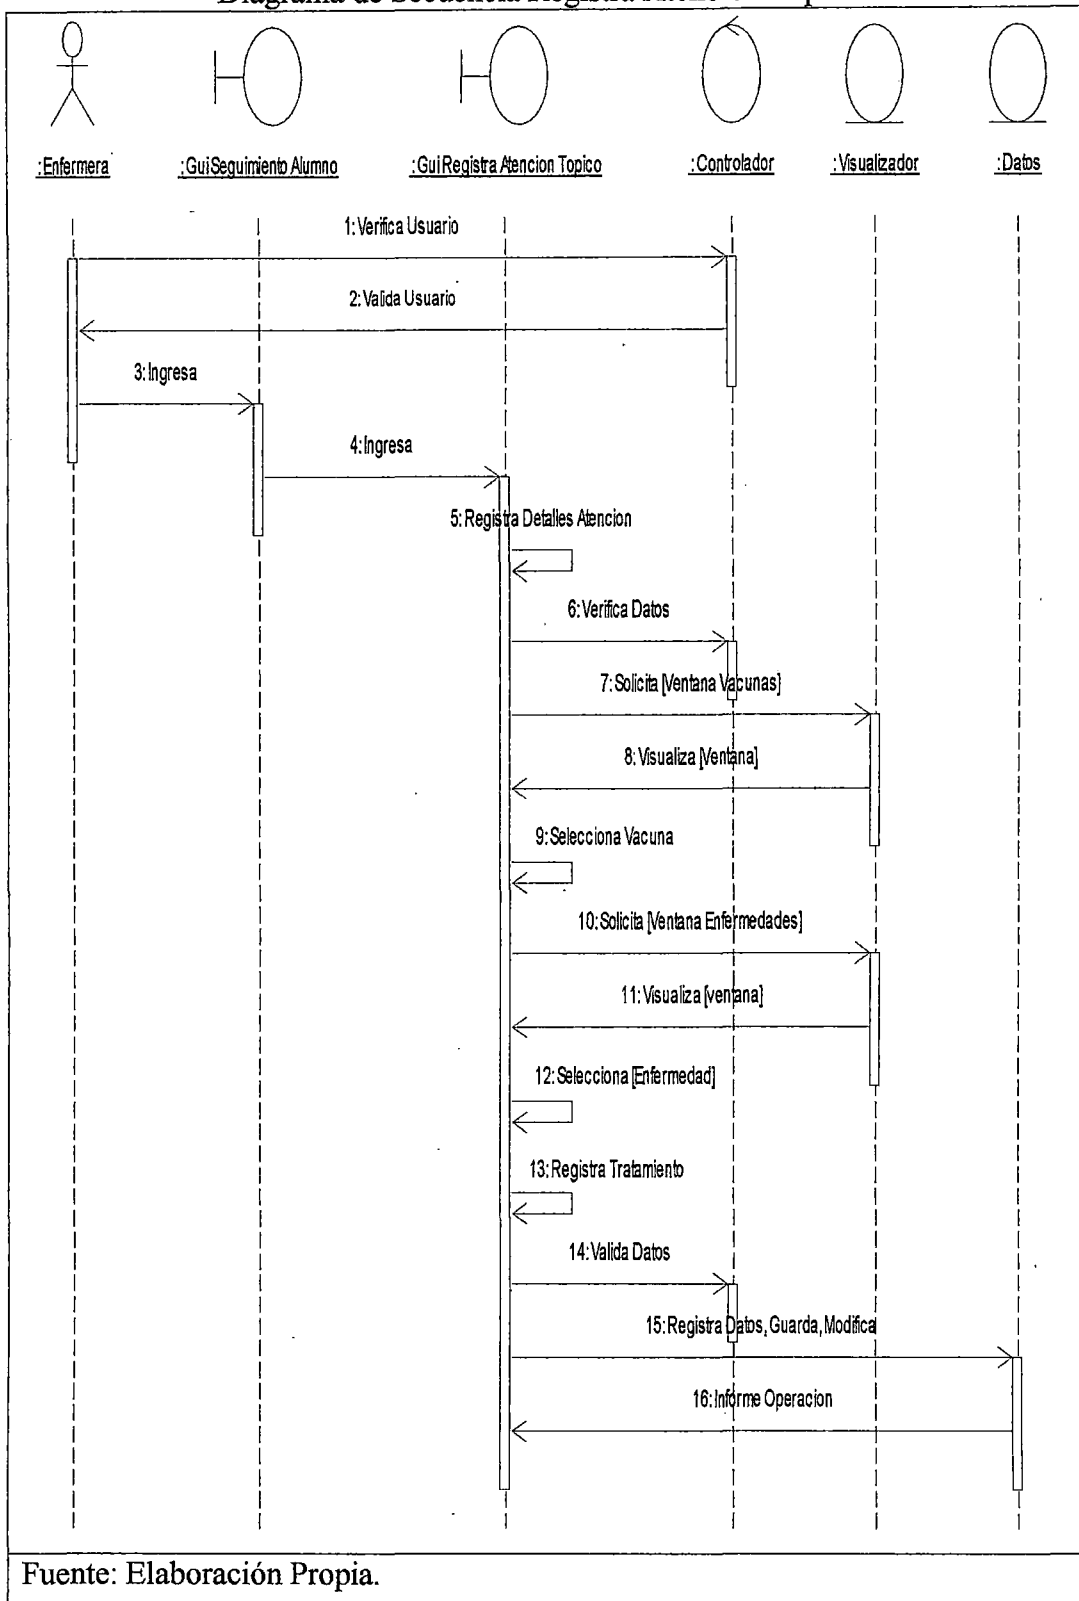 Diagrama de Secuencia Registra
:Enfermera :GuiSeguimiento Alumno :GuiRegistra Atencion Topico :Controlador :Visualizador :Datos
1: Verifica Usuario
2: Valida Usuario
3: Ingresa
4: Ingresa
5: Registra Detalles Atencion
6: Verifica Datos
7: Solicita [Ventana Vacunas]
8: Visualiza [Ventana]
9: Selecciona Vacuna
10: Solicita [Ventana Enfermedades]
11: Visualiza [ventana]
12: Selecciona [Enfermedad]
13: Registra Tratamiento
14: Valida Datos
15: Registra Datos, Guarda, Modifica
16: Informe Operacion
Fuente: Elaboración Propia.